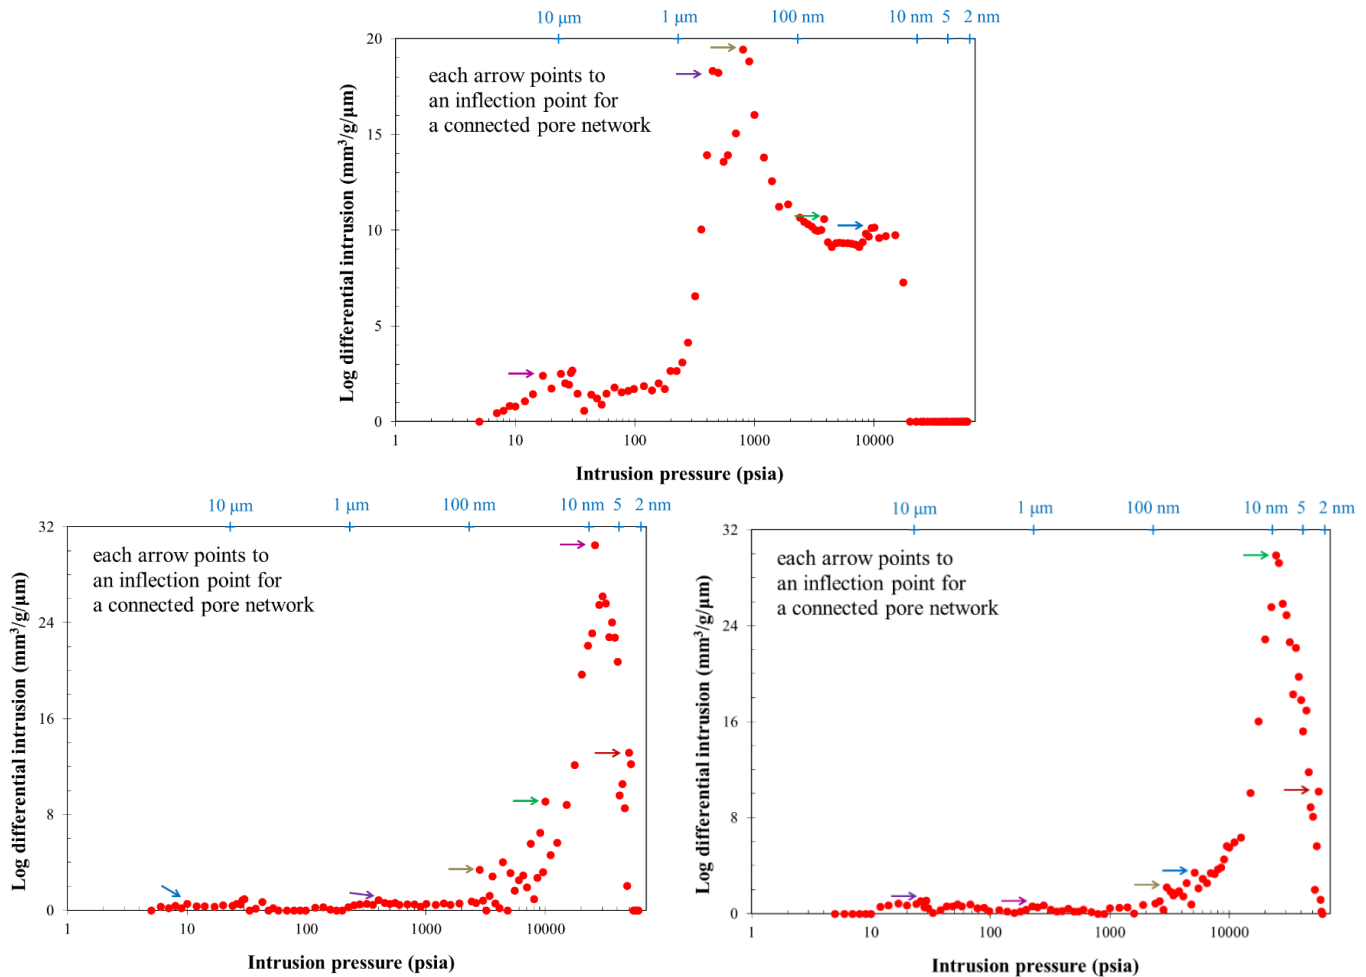 10 μm 1 μm 100 nm 10 nm 5 2 nm
20
15
10
5
0
Log differential intrusion (mm³/g/μm)
each arrow points to
an inflection point for
a connected pore network
1 10 100 1000 10000
Intrusion pressure (psia)
10 μm 1 μm 100 nm 10 nm 5 2 nm
32
24
16
8
0
Log differential intrusion (mm³/g/μm)
each arrow points to
an inflection point for
a connected pore network
1 10 100 1000 10000
Intrusion pressure (psia)
10 μm 1 μm 100 nm 10 nm 5 2 nm
32
24
16
8
0
Log differential intrusion (mm³/g/μm)
each arrow points to
an inflection point for
a connected pore network
1 10 100 1000 10000
Intrusion pressure (psia)